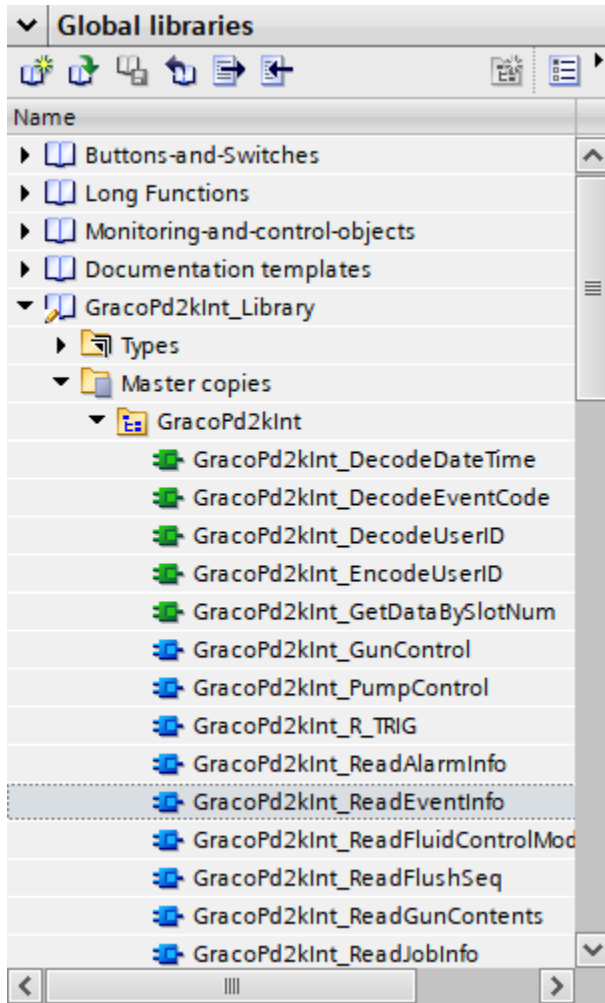 Global libraries
Name
Buttons-and-Switches
Long Functions
Monitoring-and-control-objects
Documentation templates
GracoPd2kInt_Library
Types
Master copies
GracoPd2kInt
GracoPd2kInt_DecodeDateTime
GracoPd2kInt_DecodeEventCode
GracoPd2kInt_DecodeUserID
GracoPd2kInt_EncodeUserID
GracoPd2kInt_GetDataBySlotNum
GracoPd2kInt_GunControl
GracoPd2kInt_PumpControl
GracoPd2kInt_R_TRIG
GracoPd2kInt_ReadAlarmInfo
GracoPd2kInt_ReadEventInfo
GracoPd2kInt_ReadFluidControlMod
GracoPd2kInt_ReadFlushSeq
GracoPd2kInt_ReadGunContents
GracoPd2kInt_ReadJobInfo